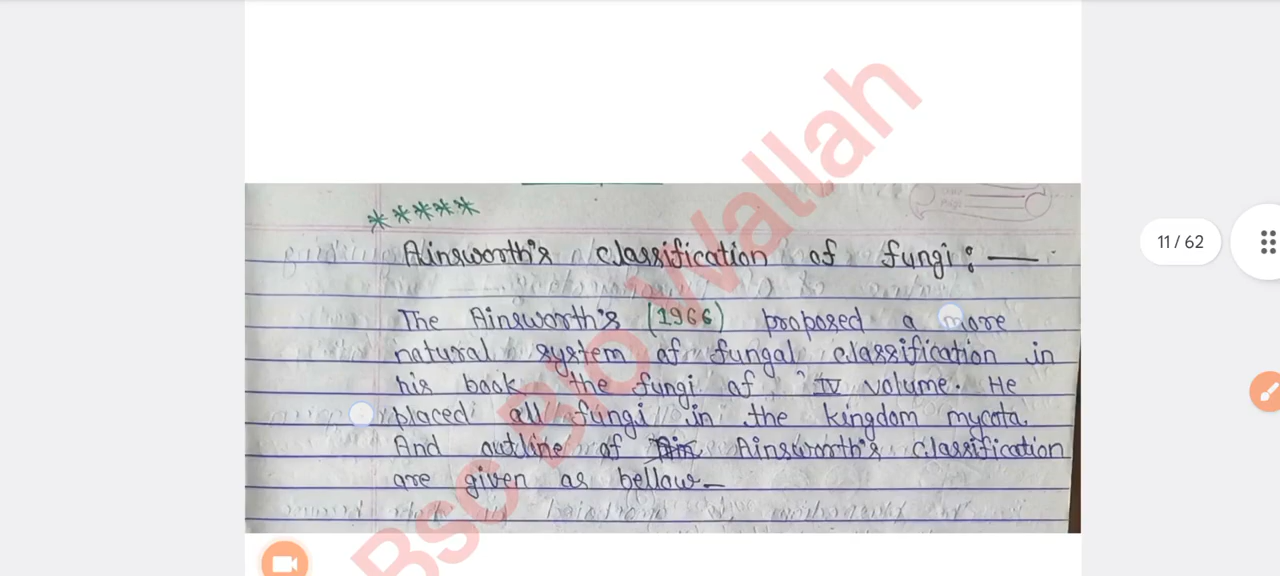 *****
Ainsworth's classification of fungi : —
The Ainsworth's (1966) proposed a more
natural system of fungal classification in
his book the fungi of IV volume. He
placed all fungi in the kingdom mycota.
And outline of Ainsworth's classification
are given as bellow-
11 / 62
Bsc Bio Wallah